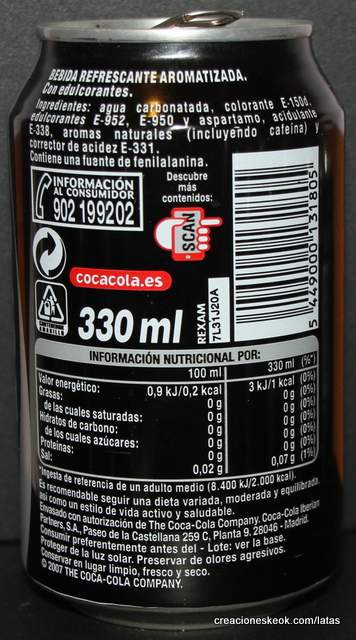 BEBIDA REFRESCANTE AROMATIZADA.
Con edulcorantes.
Ingredientes: agua carbonatada, colorante E-150d,
edulcorantes E-952, E-950 y aspartamo, acidulante
E-338, aromas naturales (incluyendo cafeína) y
corrector de acidez E-331.
Contiene una fuente de fenilalanina.
INFORMACIÓN
AL CONSUMIDOR
902 199202
Descubre
más
contenidos:
SCAN
cocacola.es
AMARILLO
330 ml
REXAM
7L31J20A
5 449000 131805
INFORMACIÓN NUTRICIONAL POR:
100 ml 330 ml (%*)
Valor energético: 0,9 kJ/0,2 kcal 3 kJ/1 kcal (0%)
Grasas: 0 g 0g (0%)
de las cuales saturadas: 0 g 0g (0%)
Hidratos de carbono: 0 g 0g (0%)
de los cuales azúcares: 0 g 0g (0%)
Proteínas: 0 g 0g (0%)
Sal: 0,02 g 0,07 g (1%)
*Ingesta de referencia de un adulto medio (8.400 kJ/2.000 kcal).
Es recomendable seguir una dieta variada, moderada y equilibrada,
así como un estilo de vida activo y saludable.
Envasado con autorización de The Coca-Cola Company, Coca-Cola Iberian
Partners, S.A., Paseo de la Castellana 259 C, Planta 9. 28046 - Madrid.
Consumir preferentemente antes del - Lote: ver la base.
Proteger de la luz solar. Preservar de olores agresivos.
Conservar en lugar limpio, fresco y seco.
© 2007 THE COCA-COLA COMPANY.
creacioneskeok.com/latas